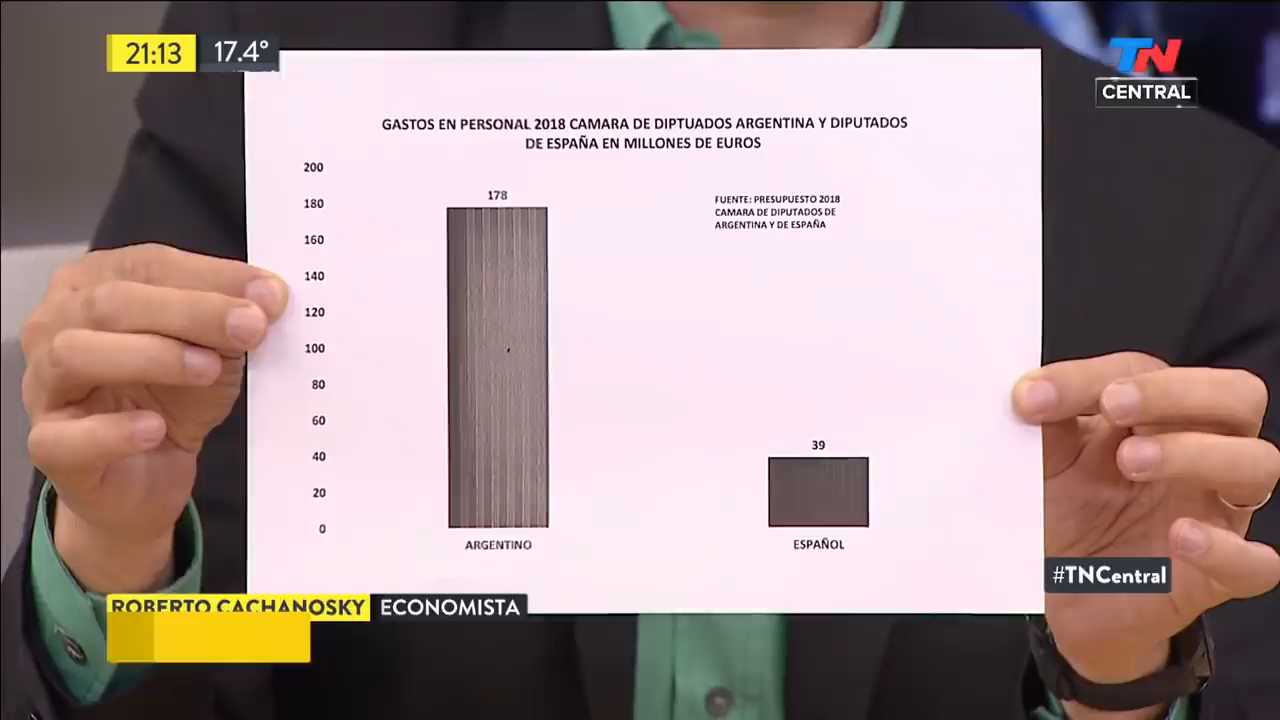 21:13 17.4°
TN
CENTRAL
GASTOS EN PERSONAL 2018 CAMARA DE DIPTUADOS ARGENTINA Y DIPUTADOS
DE ESPAÑA EN MILLONES DE EUROS
200
180
160
140
120
100
80
60
40
20
0
178
39
FUENTE: PRESUPUESTO 2018
CAMARA DE DIPUTADOS DE
ARGENTINA Y DE ESPAÑA
ARGENTINO
ESPAÑOL
#TNCentral
ROBERTO CACHANOSKY ECONOMISTA